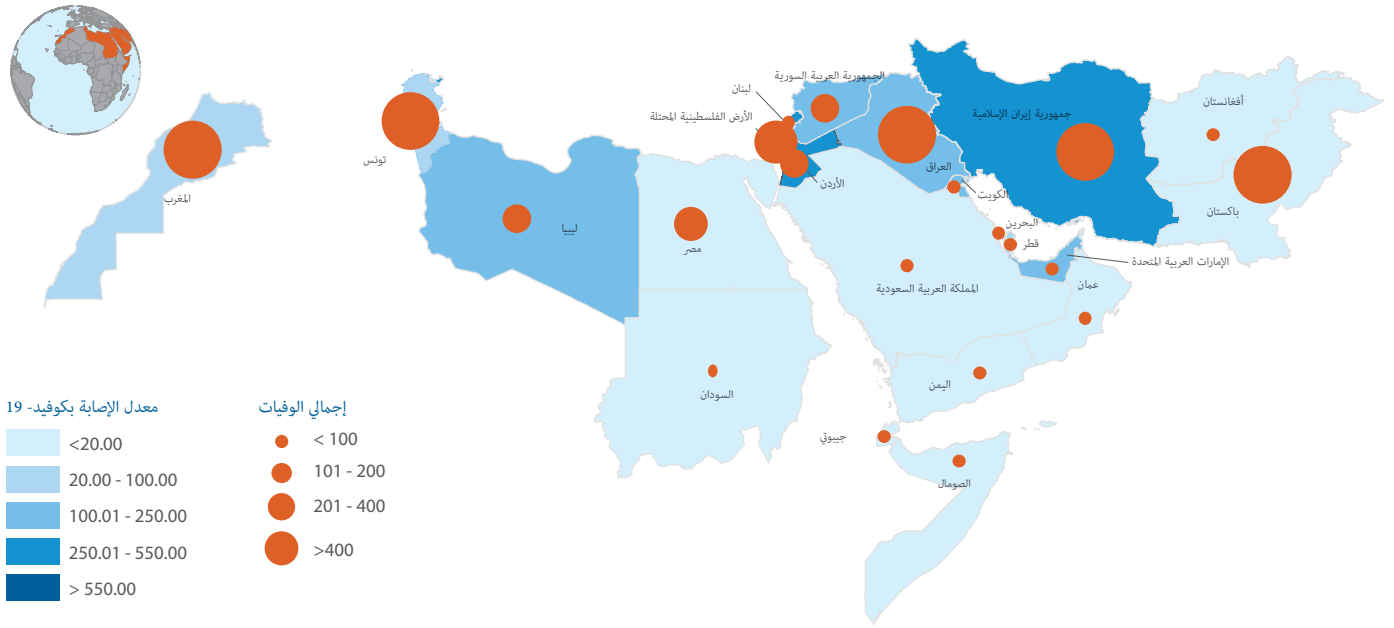 الجمهورية العربية السورية
لبنان
الأرض الفلسطينية المحتلة
أفغانستان
جمهورية إيران الإسلامية
تونس
العراق
الأردن
المغرب
الكويت
باكستان
البحرين
ليبيا
قطر
مصر
الإمارات العربية المتحدة
المملكة العربية السعودية
عمان
اليمن
السودان
جيبوتي
الصومال
معدل الإصابة بكوفيد- 19
<20.00
20.00 - 100.00
100.01 - 250.00
250.01 - 550.00
> 550.00
إجمالي الوفيات
< 100
101 - 200
201 - 400
>400